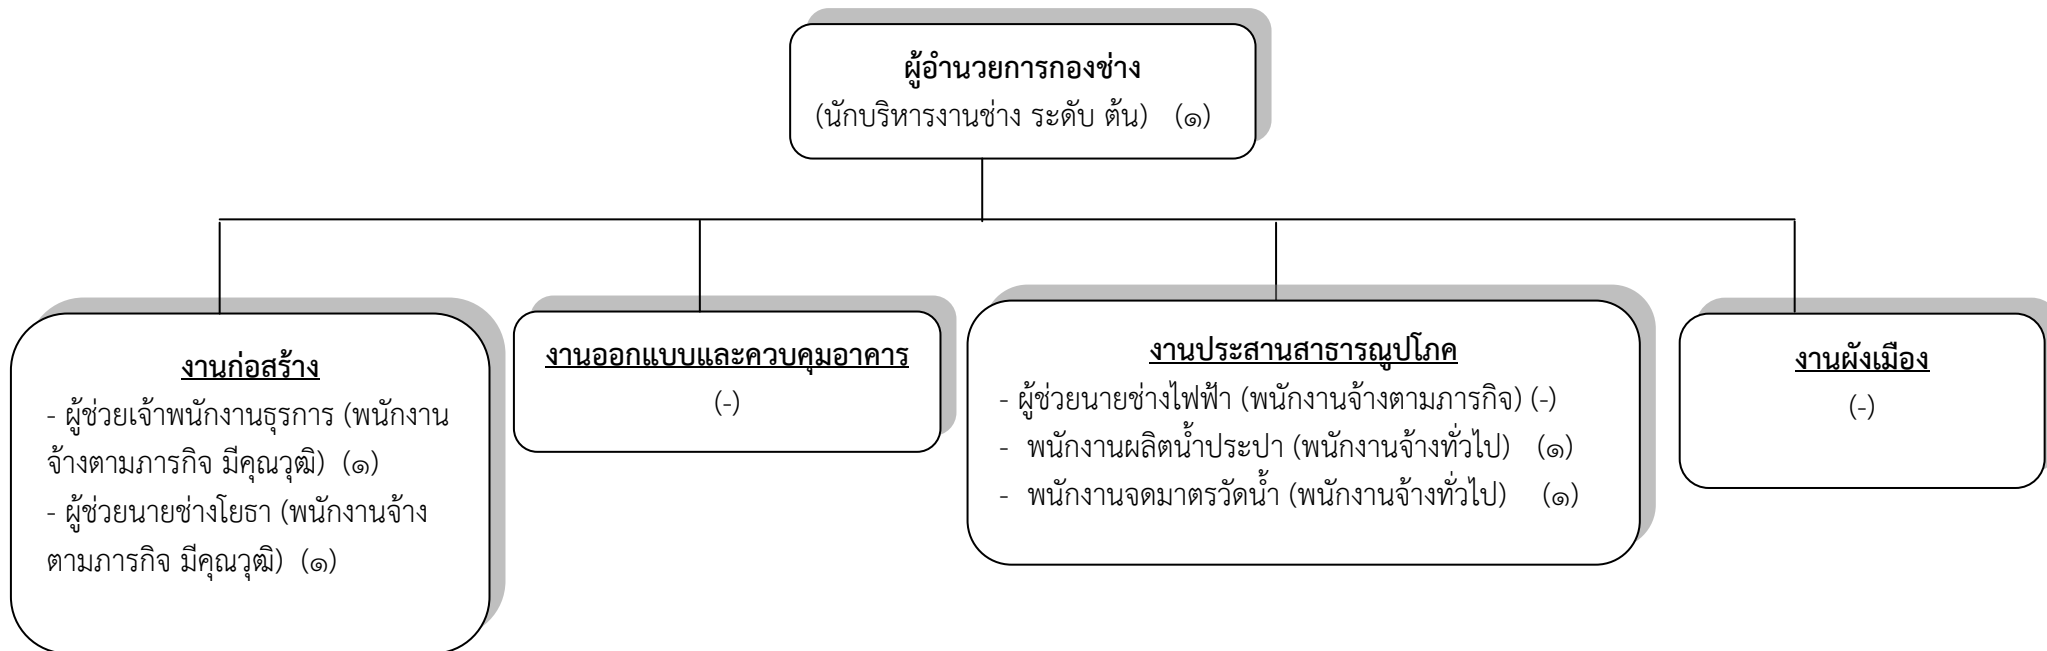 ผู้อำนวยการกองช่าง
(นักบริหารงานช่าง ระดับ ต้น) (๑)
งานก่อสร้าง
- ผู้ช่วยเจ้าพนักงานธุรการ (พนักงาน
จ้างตามภารกิจ มีคุณวุฒิ) (๑)
- ผู้ช่วยนายช่างโยธา (พนักงานจ้าง
ตามภารกิจ มีคุณวุฒิ) (๑)
งานออกแบบและควบคุมอาคาร
(-)
งานประสานสาธารณูปโภค
- ผู้ช่วยนายช่างไฟฟ้า (พนักงานจ้างตามภารกิจ) (-)
- พนักงานผลิตน้ำประปา (พนักงานจ้างทั่วไป) (๑)
- พนักงานจดมาตรวัดน้ำ (พนักงานจ้างทั่วไป) (๑)
งานผังเมือง
(-)